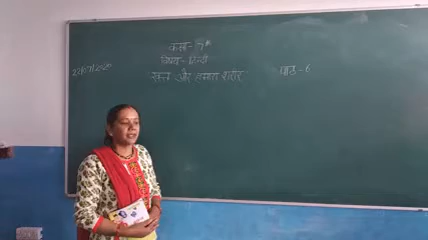 कक्षा - 7
विषय - हिन्दी
रक्त और हमारा शरीर
पाठ - 6